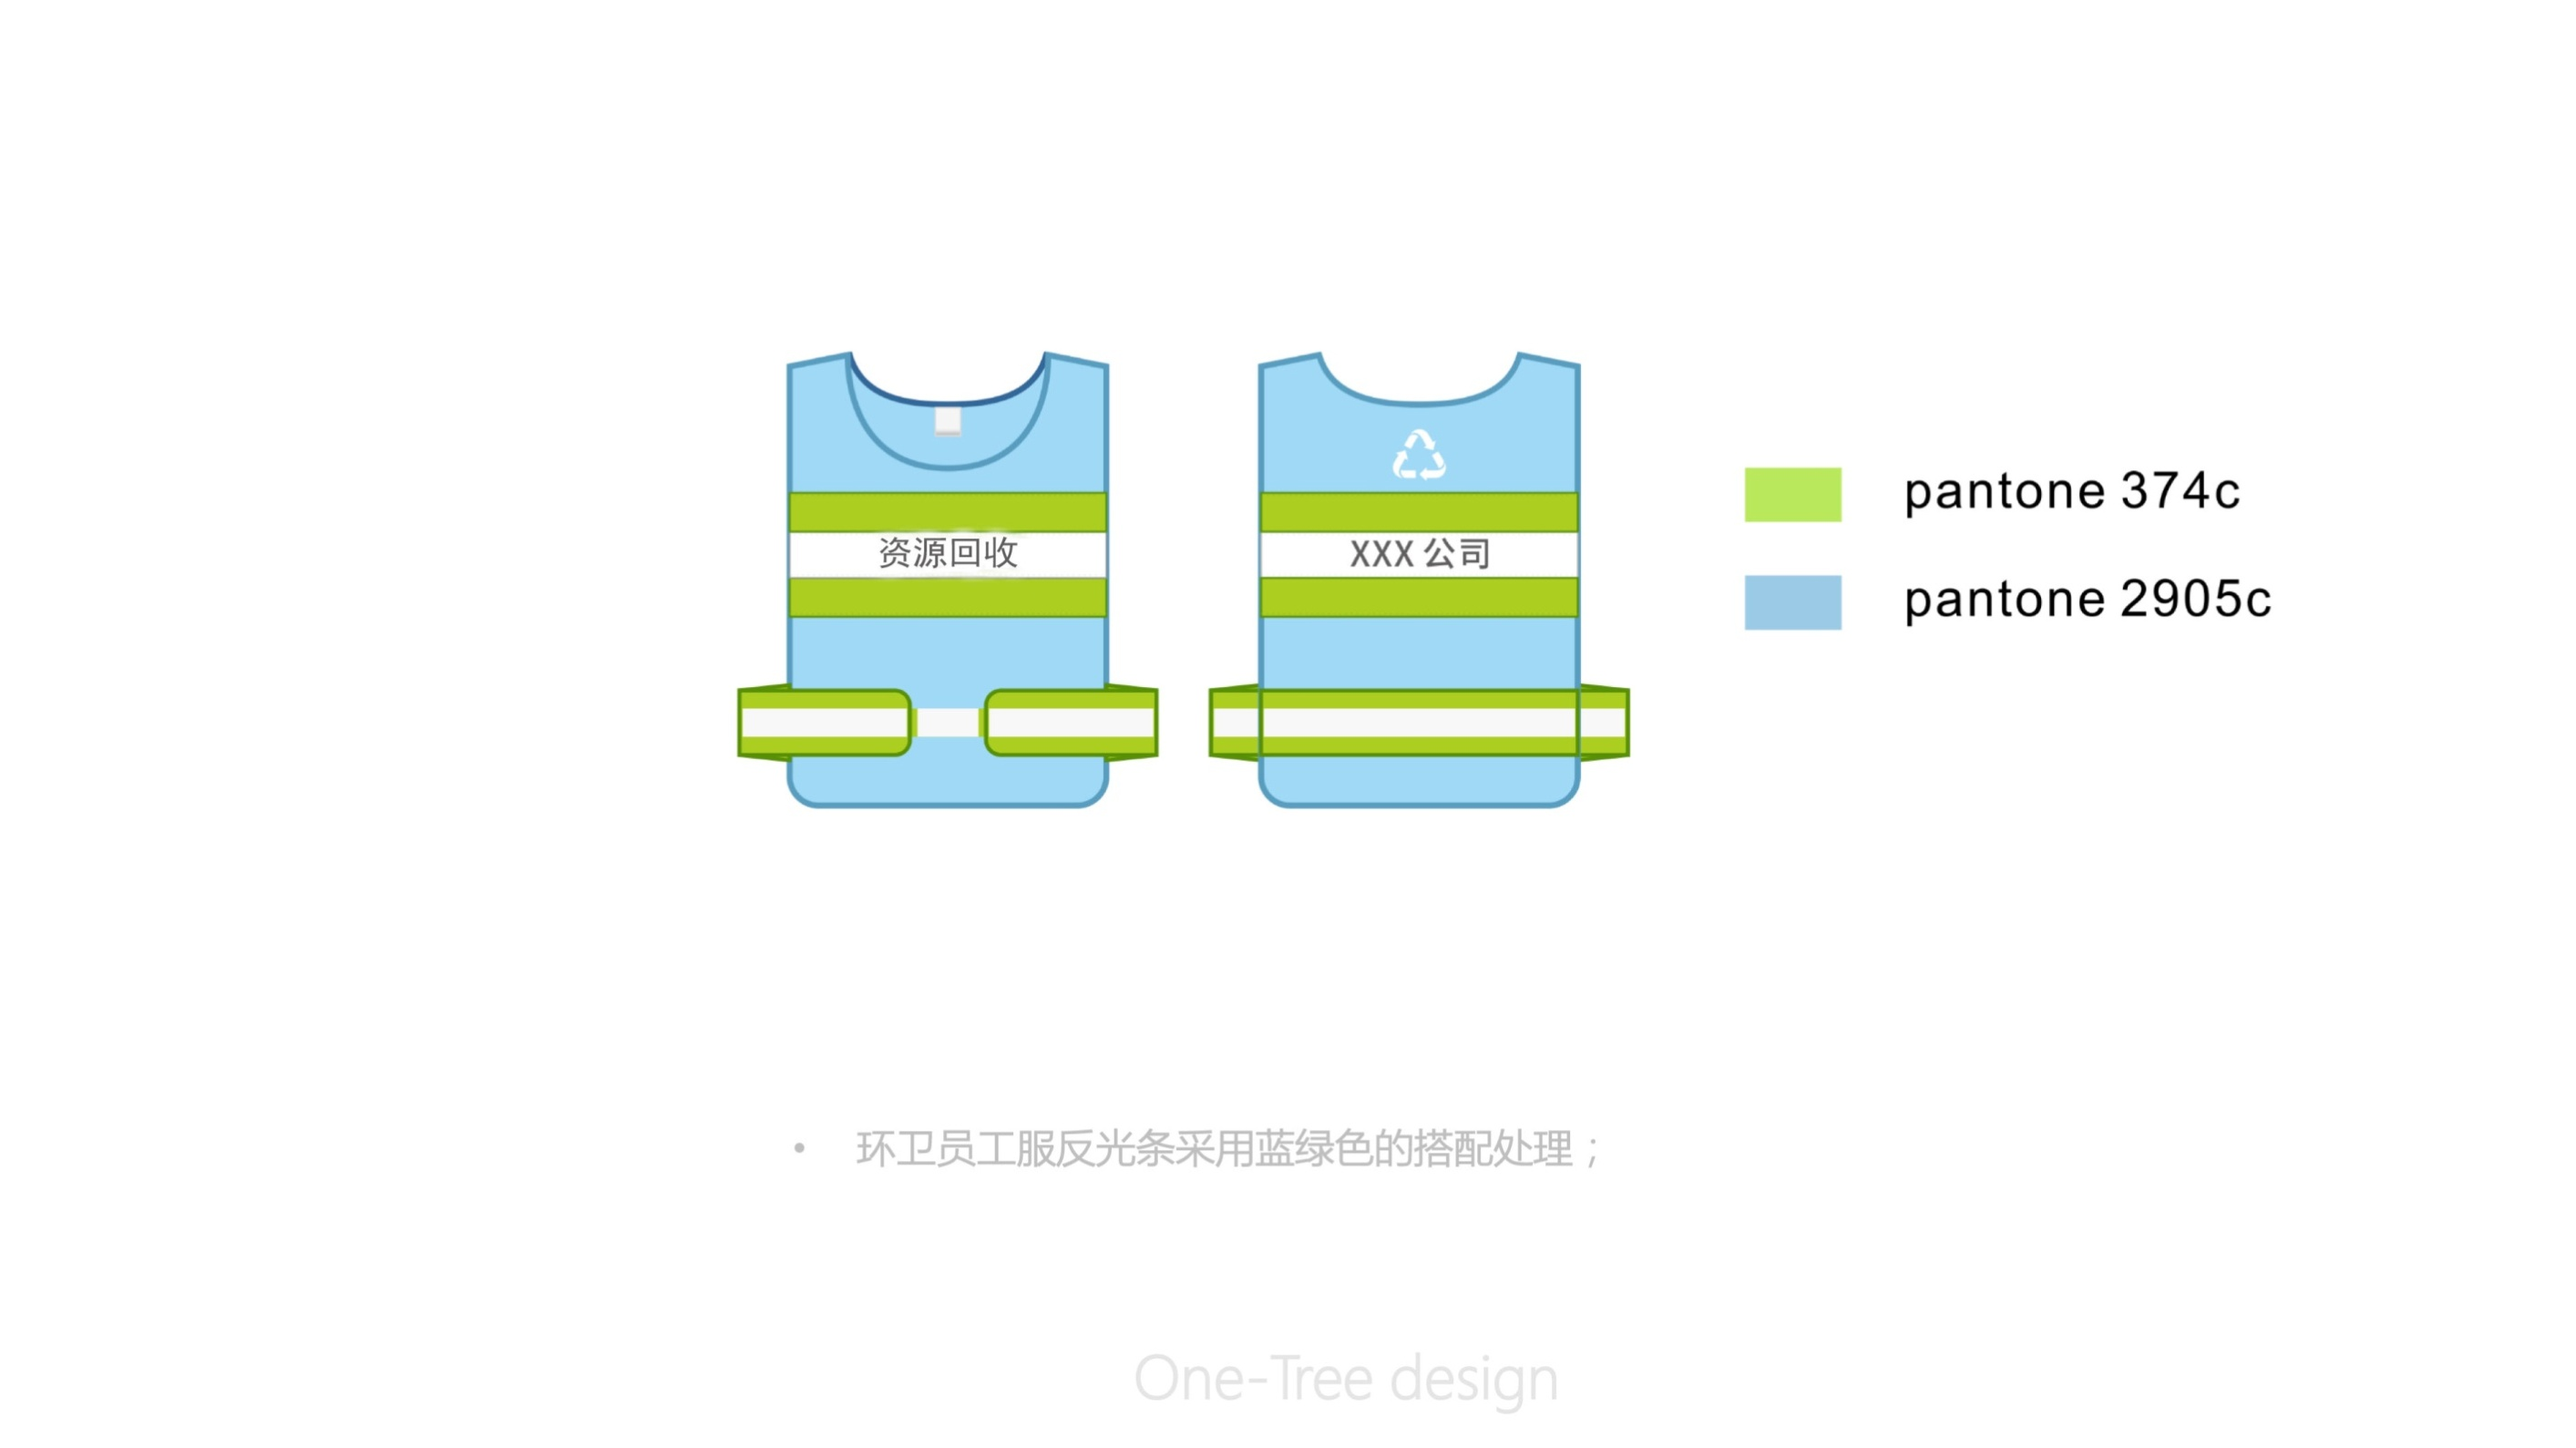 资源回收
XXX 公司
pantone 374c
pantone 2905c
• 环卫员工服反光条采用蓝绿色的搭配处理；
One-Tree design